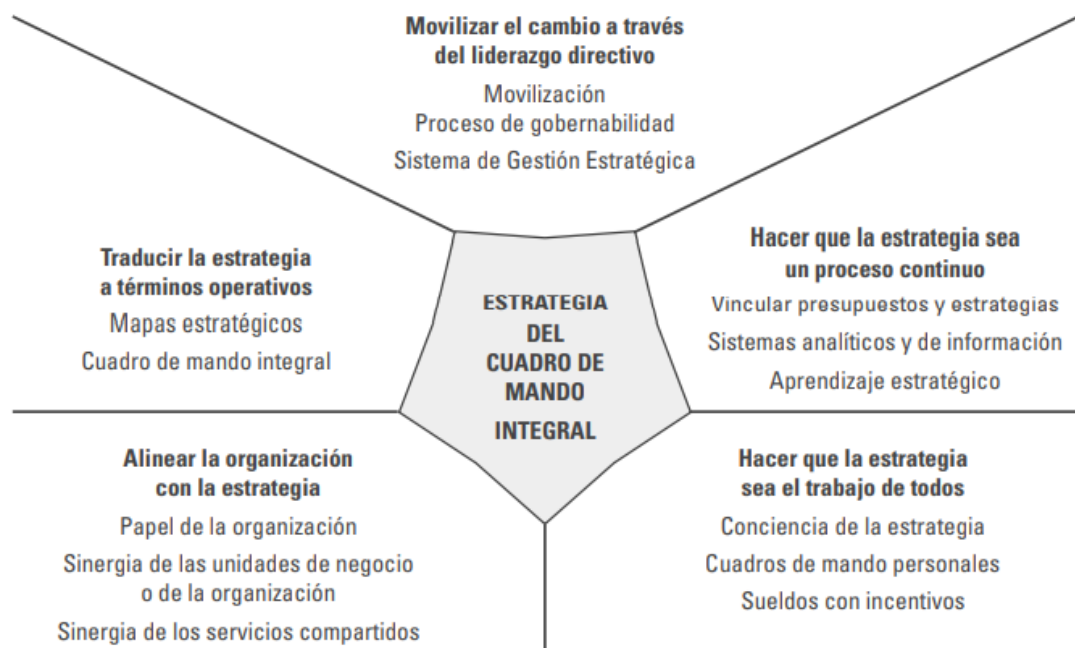 Movilizar el cambio a través
del liderazgo directivo
Movilización
Proceso de gobernabilidad
Sistema de Gestión Estratégica
Traducir la estrategia
a términos operativos
Mapas estratégicos
Cuadro de mando integral
ESTRATEGIA
DEL
CUADRO DE
MANDO
INTEGRAL
Hacer que la estrategia sea
un proceso continuo
Vincular presupuestos y estrategias
Sistemas analíticos y de información
Aprendizaje estratégico
Alinear la organización
con la estrategia
Papel de la organización
Sinergia de las unidades de negocio
o de la organización
Sinergia de los servicios compartidos
Hacer que la estrategia
sea el trabajo de todos
Conciencia de la estrategia
Cuadros de mando personales
Sueldos con incentivos